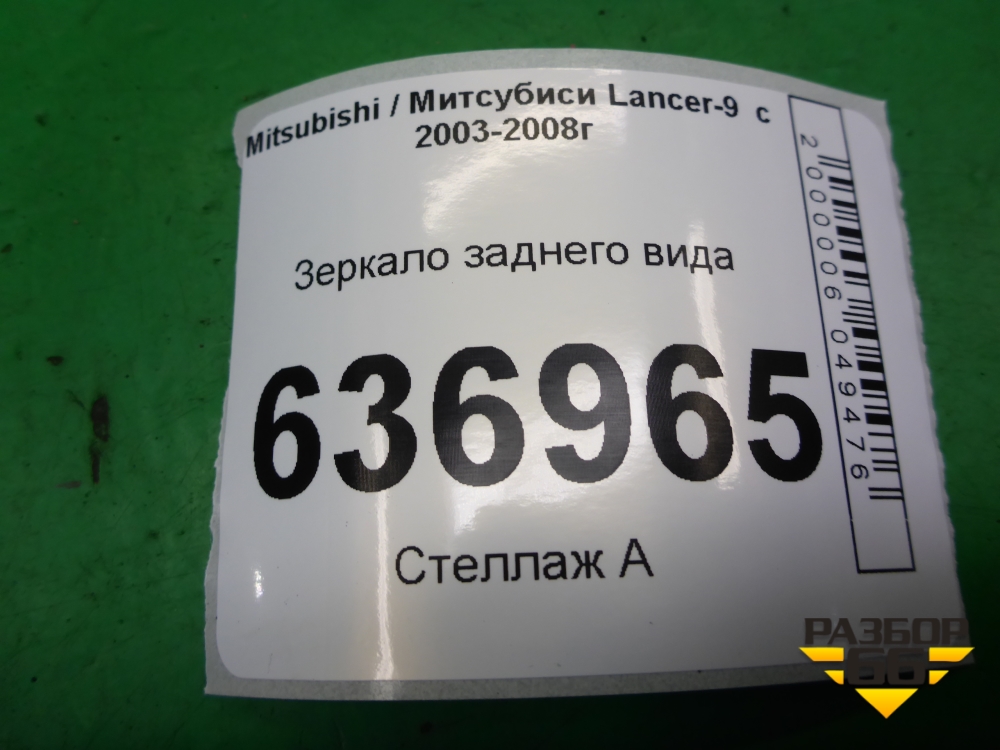 Mitsubishi / Митсубиси Lancer-9 с
2003-2008г
Зеркало заднего вида
636965
Стеллаж А
2000006049476
РАЗБОР
66